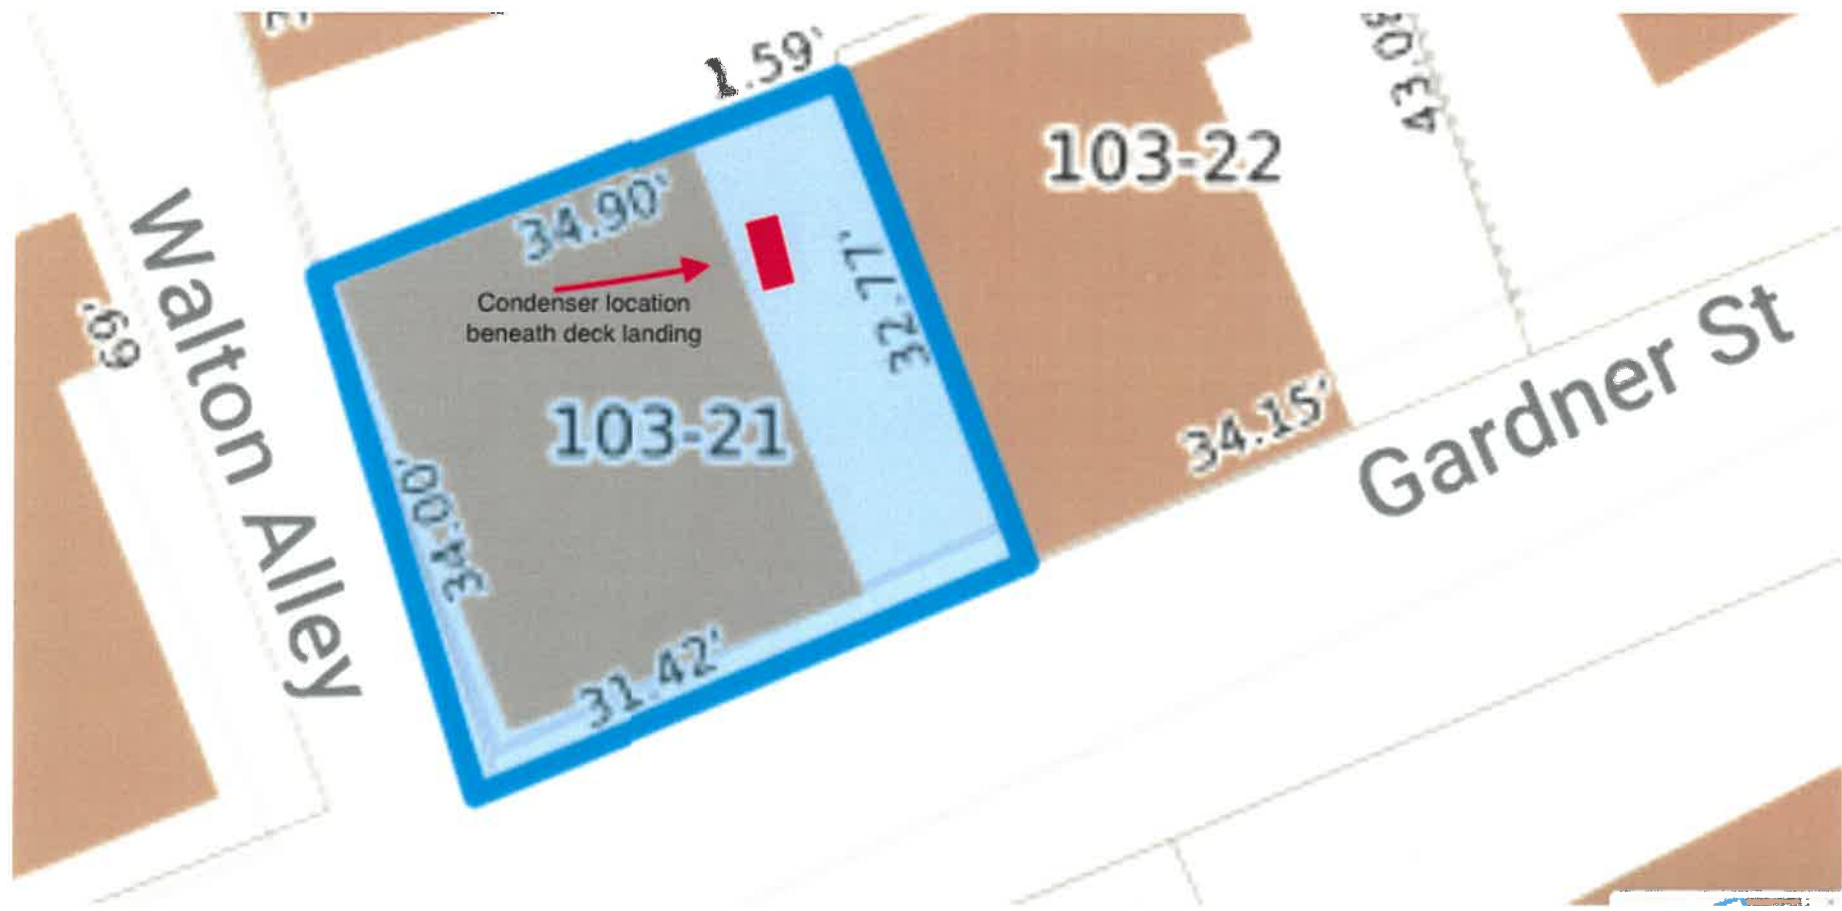 1.59'
43.08
103-22
34.90'
Walton Alley
32.77'
69'
Condenser location
beneath deck landing
103-21
34.00'
34.15'
Gardner St
31.42'